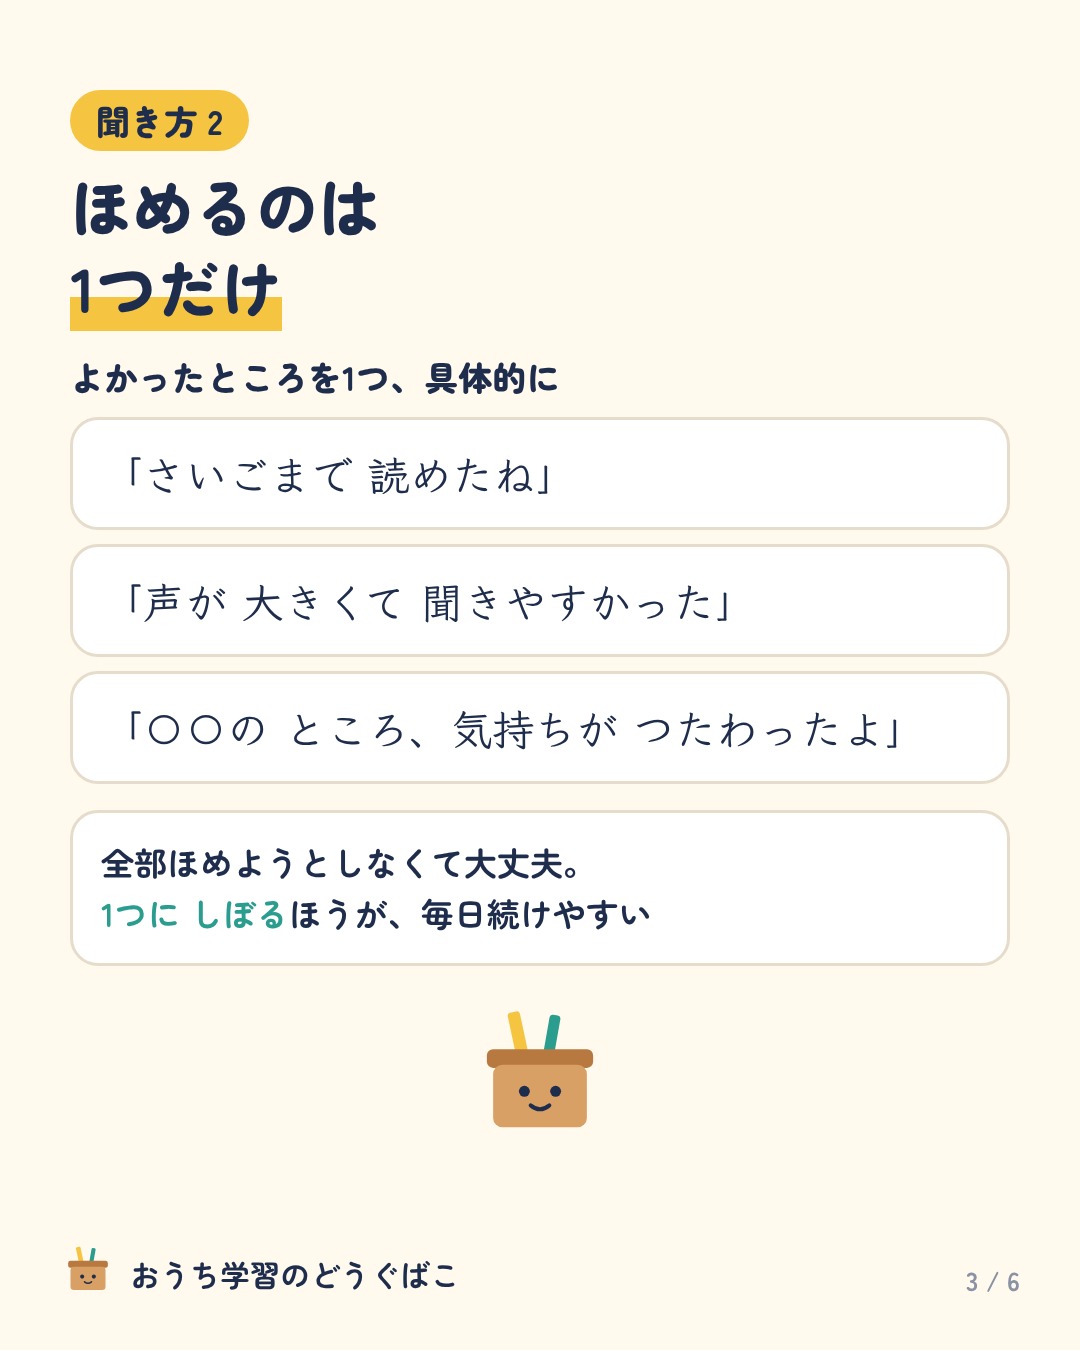 聞き方 2
ほめるのは
1つだけ
よかったところを1つ、具体的に
「さいごまで 読めたね」
「声が 大きくて 聞きやすかった」
「〇〇の ところ、気持ちが つたわったよ」
全部ほめようとしなくて大丈夫。
1つに しぼるほうが、毎日続けやすい
おうち学習のどうぐばこ
3 / 6